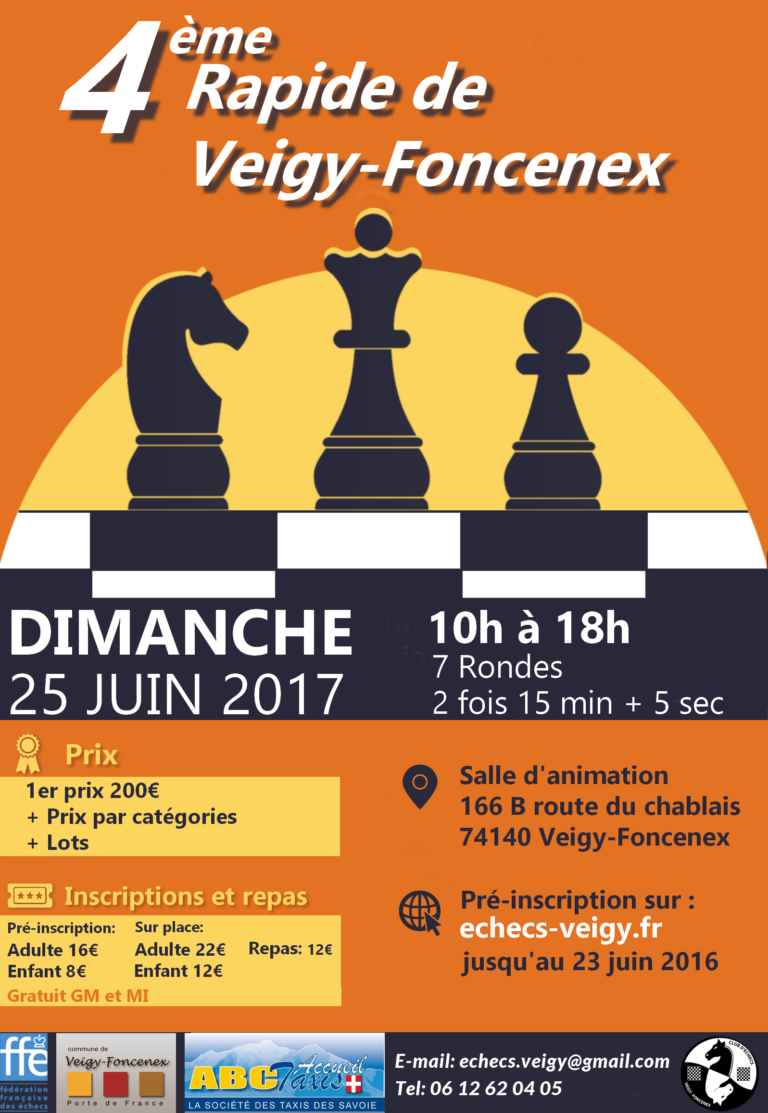 4ème
Rapide de
Veigy-Foncenex
DIMANCHE
25 JUIN 2017
10h à 18h
7 Rondes
2 fois 15 min + 5 sec
Prix
1er prix 200€
+ Prix par catégories
+ Lots
Salle d'animation
166 B route du chablais
74140 Veigy-Foncenex
Inscriptions et repas
Pré-inscription:
Adulte 16€
Enfant 8€
Sur place:
Adulte 22€
Enfant 12€
Repas: 12€
Gratuit GM et MI
Pré-inscription sur :
echecs-veigy.fr
jusqu'au 23 juin 2016
ffe
fédération
française
des échecs
commune de
Veigy-Foncenex
Porte de France
Accueil
ABC Taxis
LA SOCIÉTÉ DES TAXIS DES SAVOIE
E-mail: echecs.veigy@gmail.com
Tel: 06 12 62 04 05
CLUB D'ECHECS
VEIGY FONCENEX